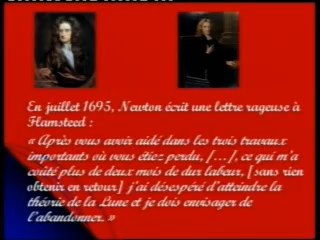 En juillet 1695, Newton écrit une lettre rageuse à
Flamsteed :
« Après vous avoir aidé dans les trois travaux
importants où vous étiez perdu, [...], ce qui m'a
coûté plus de deux mois de dur labeur, [sans rien
obtenir en retour] j'ai désespéré d'atteindre la
théorie de la Lune et je dois envisager de
l'abandonner. »